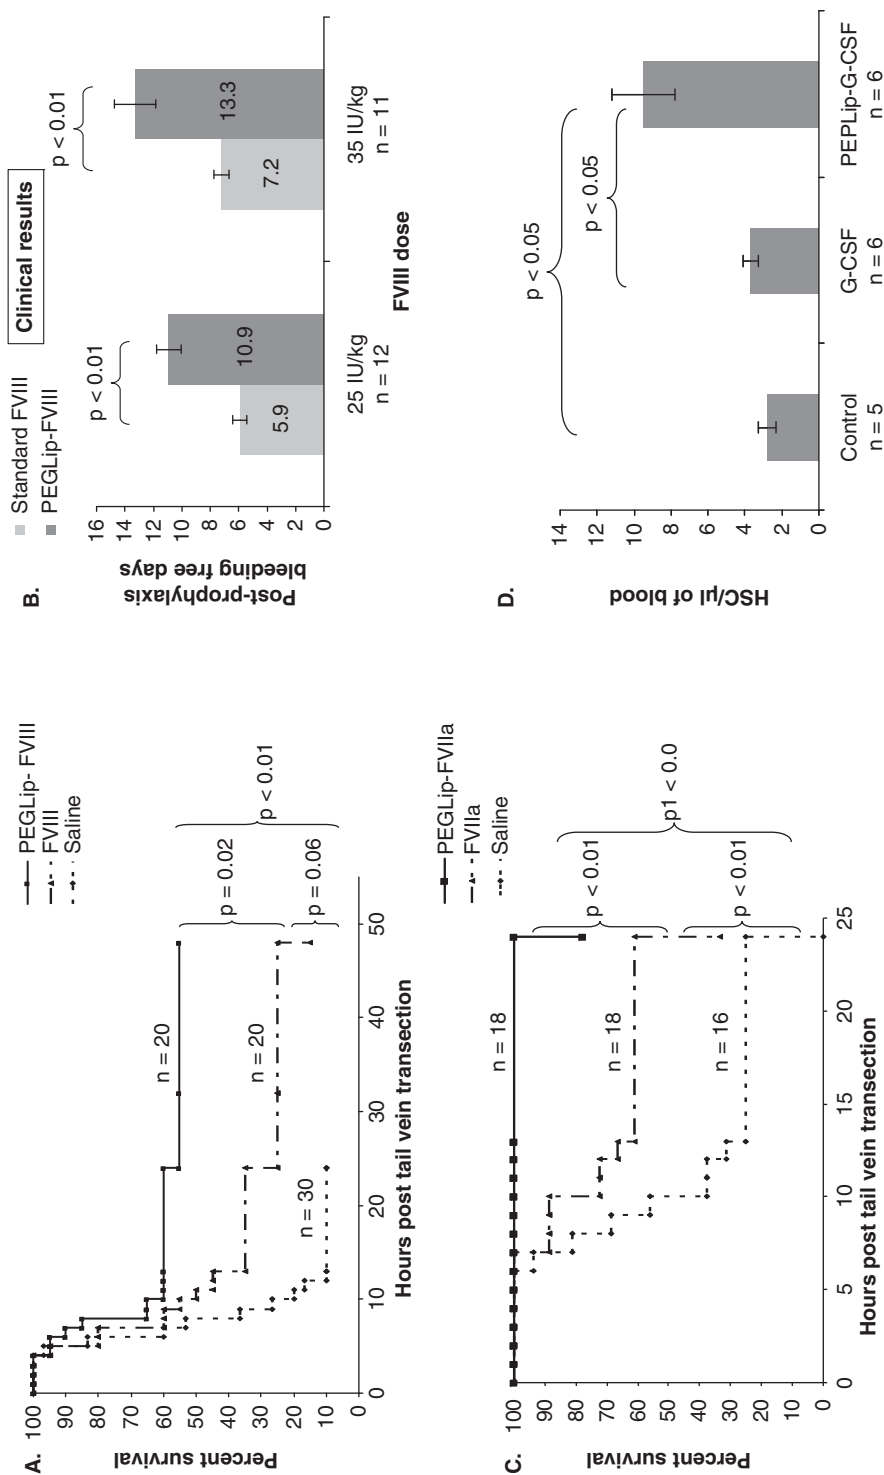 A.
Percent survival
100
90
80
70
60
50
40
30
20
10
0
0
10
20
30
40
50
Hours post tail vein transection
PEGLip- FVIII
FVIII
Saline
n = 20
n = 20
n = 30
p = 0.02
p = 0.06
p < 0.01
B.
Standard FVIII
PEGLip-FVIII
Clinical results
Post-prophylaxis
bleeding free days
16
14
12
10
8
6
4
2
0
p < 0.01
p < 0.01
5.9
10.9
7.2
13.3
25 IU/kg
n = 12
35 IU/kg
n = 11
FVIII dose
C.
Percent survival
100
90
80
70
60
50
40
30
20
10
0
0
5
10
15
20
25
Hours post tail vein transection
PEGLip-FVIIa
FVIIa
Saline
n = 18
n = 18
n = 16
p < 0.01
p < 0.01
p1 < 0.0
D.
HSC/µl of blood
14
12
10
8
6
4
2
0
p < 0.05
p < 0.05
Control
n = 5
G-CSF
n = 6
PEPLip-G-CSF
n = 6